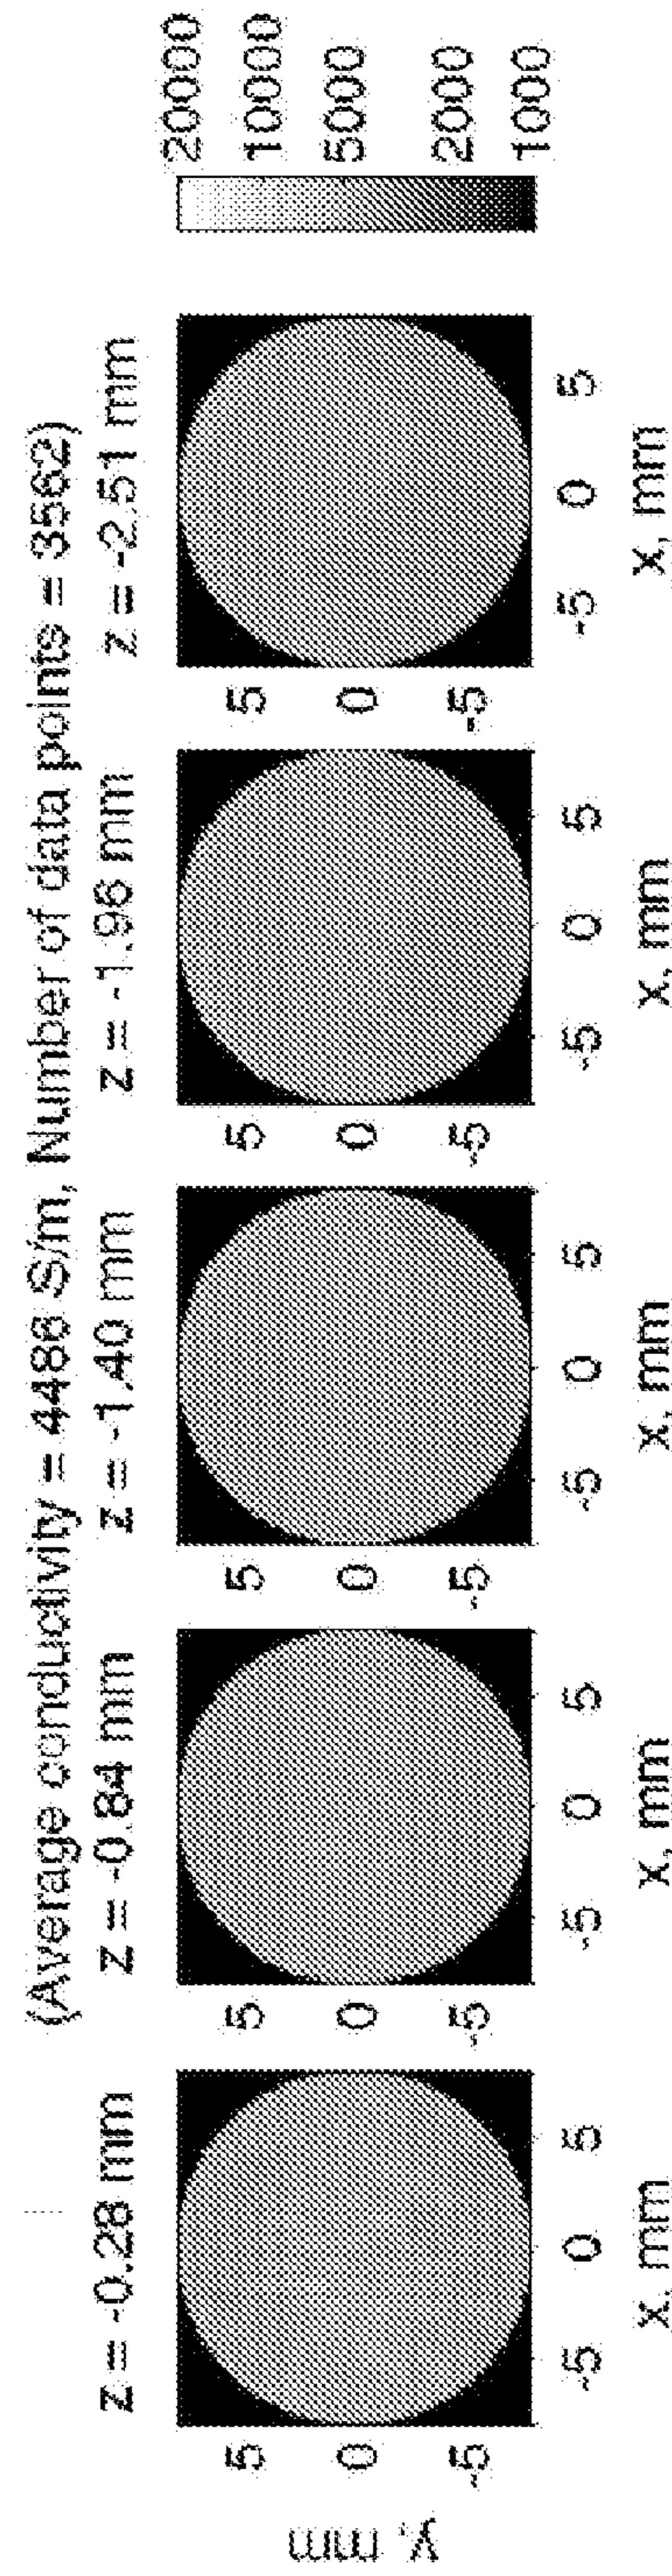 (Average conductivity = 4486 S/m, Number of data points = 3562)
z = -0.28 mm
z = -0.84 mm
z = -1.40 mm
z = -1.96 mm
z = -2.51 mm
y, mm
5
0
-5
5
0
-5
5
0
-5
5
0
-5
5
0
-5
-5 0 5
-5 0 5
-5 0 5
-5 0 5
-5 0 5
x, mm
x, mm
x, mm
x, mm
x, mm
20000
10000
5000
2000
1000